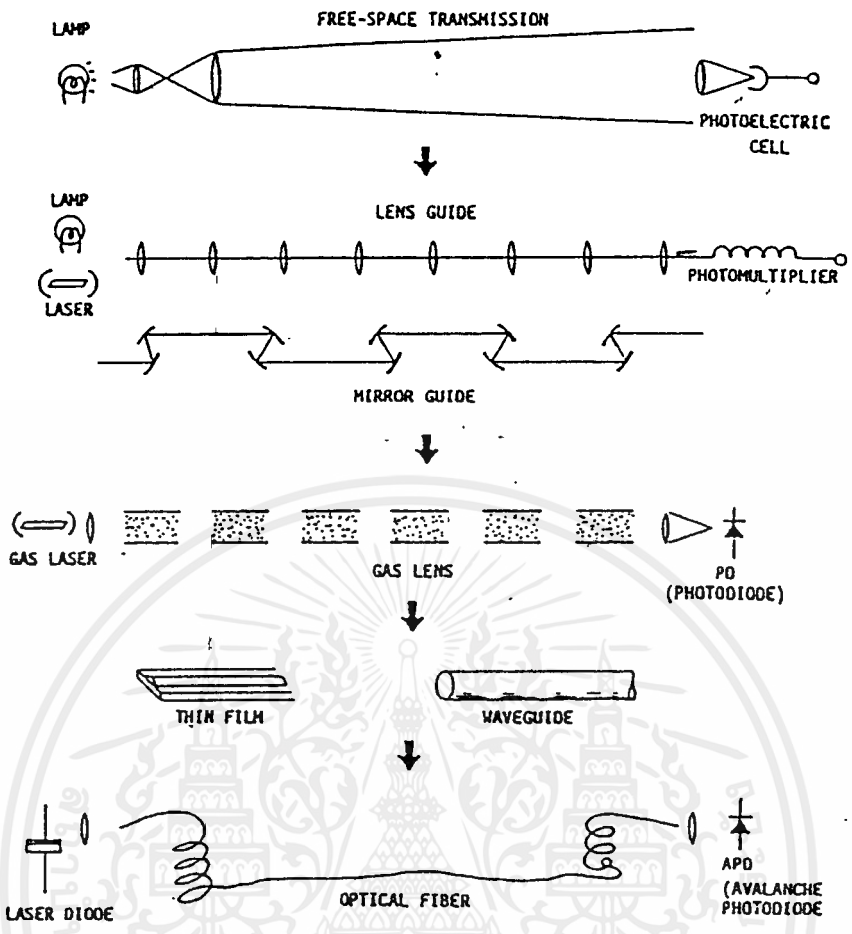 FREE-SPACE TRANSMISSION
LAMP
PHOTOELECTRIC
CELL
LAMP
LENS GUIDE
LASER
PHOTOMULTIPLIER
MIRROR GUIDE
GAS LASER
GAS LENS
PD
(PHOTODIODE)
THIN FILM
WAVEGUIDE
LASER DIODE
OPTICAL FIBER
APD
(AVALANCHE
PHOTODIODE